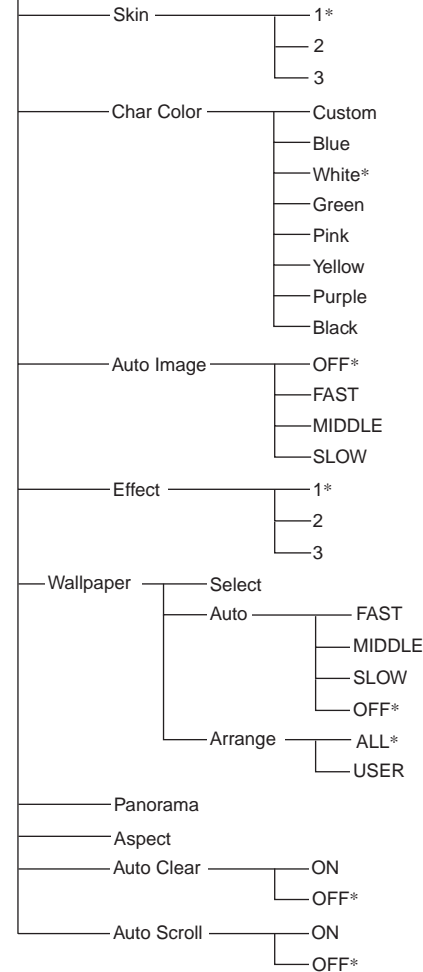 Skin 1*
2
3
Char Color Custom
Blue
White*
Green
Pink
Yellow
Purple
Black
Auto Image OFF*
FAST
MIDDLE
SLOW
Effect 1*
2
3
Wallpaper Select
Auto FAST
MIDDLE
SLOW
OFF*
Arrange ALL*
USER
Panorama
Aspect
Auto Clear ON
OFF*
Auto Scroll ON
OFF*